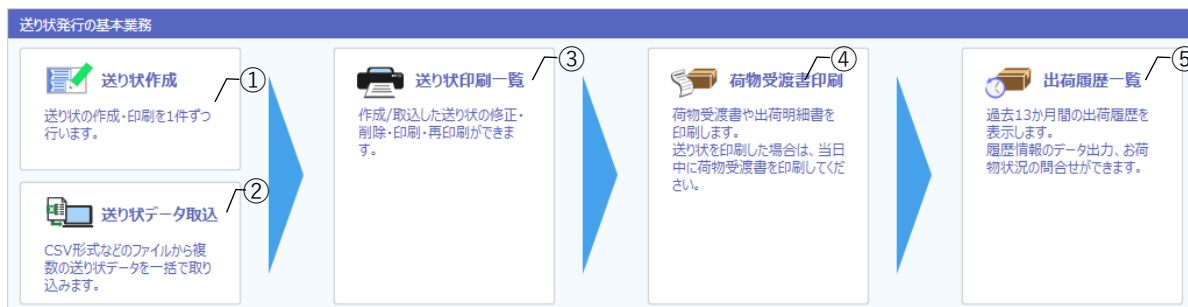 送り状発行の基本業務
送り状作成
①
送り状の作成・印刷を1件ずつ
行います。
送り状データ取込
②
CSV形式などのファイルから複
数の送り状データを一括で取り
込みます。
送り状印刷一覧
③
作成/取込した送り状の修正・
削除・印刷・再印刷ができま
す。
荷物受渡書印刷
④
荷物受渡書や出荷明細書を
印刷します。
送り状を印刷した場合は、当日
中に荷物受渡書を印刷してくだ
さい。
出荷履歴一覧
⑤
過去13か月間の出荷履歴を
表示します。
履歴情報のデータ出力、お荷
物状況の問合せができます。